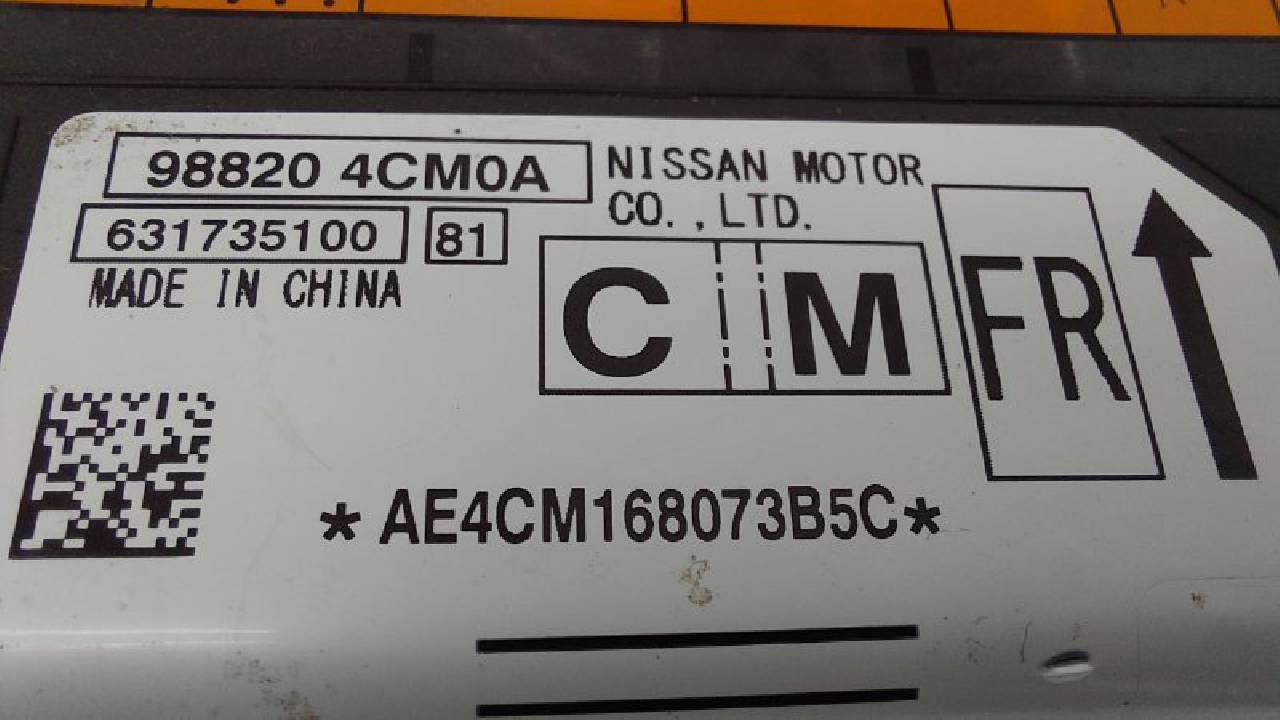 98820 4CM0A
NISSAN MOTOR
CO.,LTD.
631735100 81
MADE IN CHINA
C M
FR
*AE4CM168073B5C*